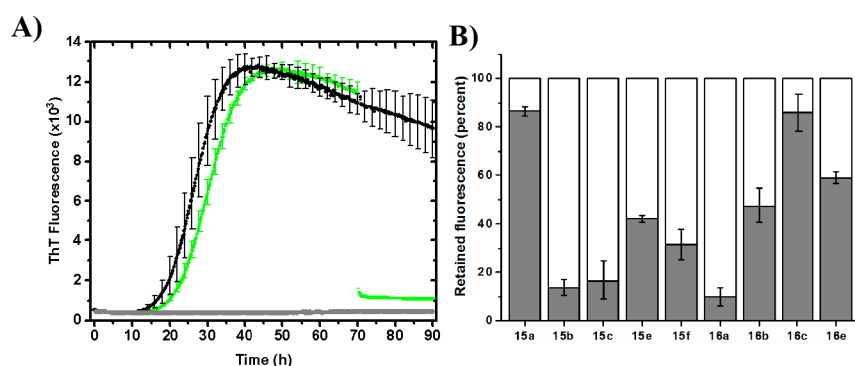 A)
ThT Fluorescence (x10³)
14
12
10
8
6
4
2
0
0 10 20 30 40 50 60 70 80 90
Time (h)
B)
Retained fluorescence (percent)
100
80
60
40
20
0
15a 15b 15c 15e 15f 16a 16b 16c 16e